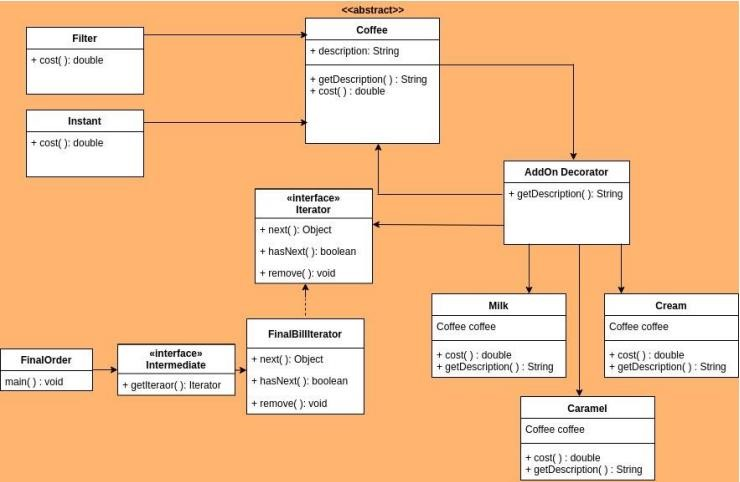 <<abstract>>
Coffee
+ description: String
+ getDescription( ) : String
+ cost( ) : double
Filter
+ cost( ): double
Instant
+ cost( ): double
AddOn Decorator
+ getDescription( ): String
«interface»
Iterator
+ next( ): Object
+ hasNext( ): boolean
+ remove( ): void
Milk
Coffee coffee
+ cost( ) : double
+ getDescription( ) : String
Cream
Coffee coffee
+ cost( ) : double
+ getDescription( ) : String
Caramel
Coffee coffee
+ cost( ) : double
+ getDescription( ) : String
FinalOrder
main( ) : void
«interface»
Intermediate
+ getIteraor( ): Iterator
FinalBillIterator
+ next( ): Object
+ hasNext( ): boolean
+ remove( ): void